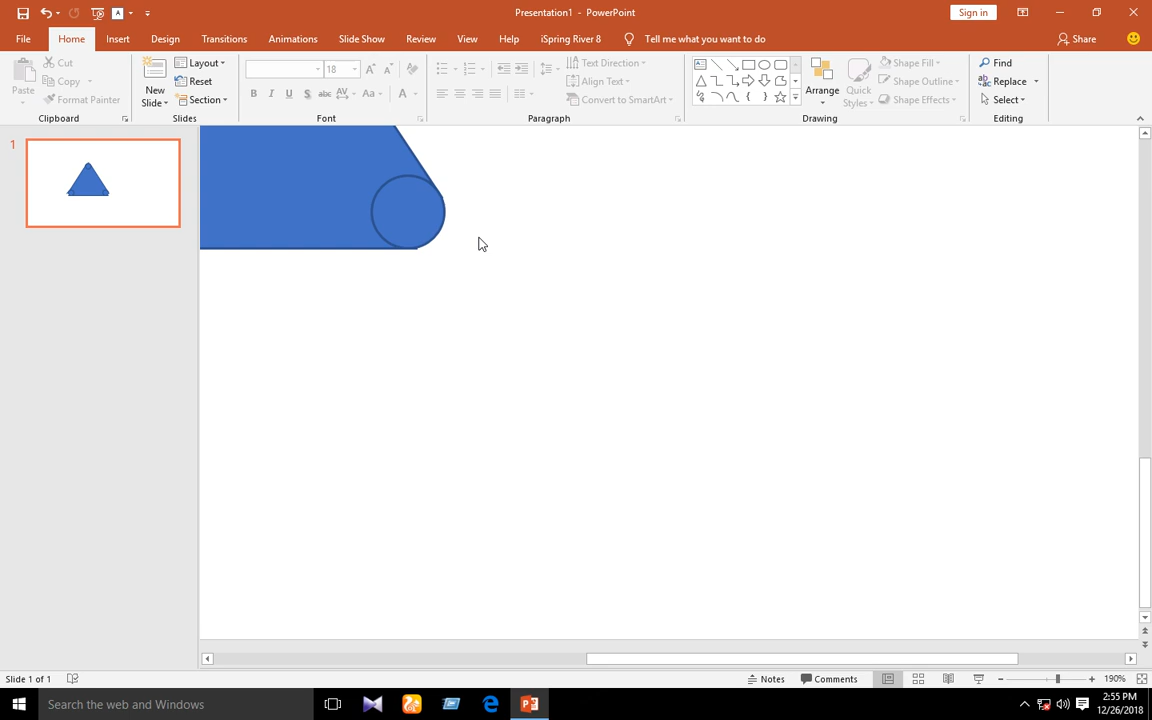 Presentation1 - PowerPoint
Sign in
File Home Insert Design Transitions Animations Slide Show Review View Help iSpring River 8 Tell me what you want to do Share
Paste
Cut
Copy
Format Painter
Clipboard
New Slide
Layout
Reset
Section
Slides
18
B I U S abc AV Aa A
Font
Text Direction
Align Text
Convert to SmartArt
Paragraph
Arrange
Quick Styles
Shape Fill
Shape Outline
Shape Effects
Drawing
Find
Replace
Select
Editing
1
Slide 1 of 1
Notes
Comments
190%
Search the web and Windows
2:55 PM
12/26/2018